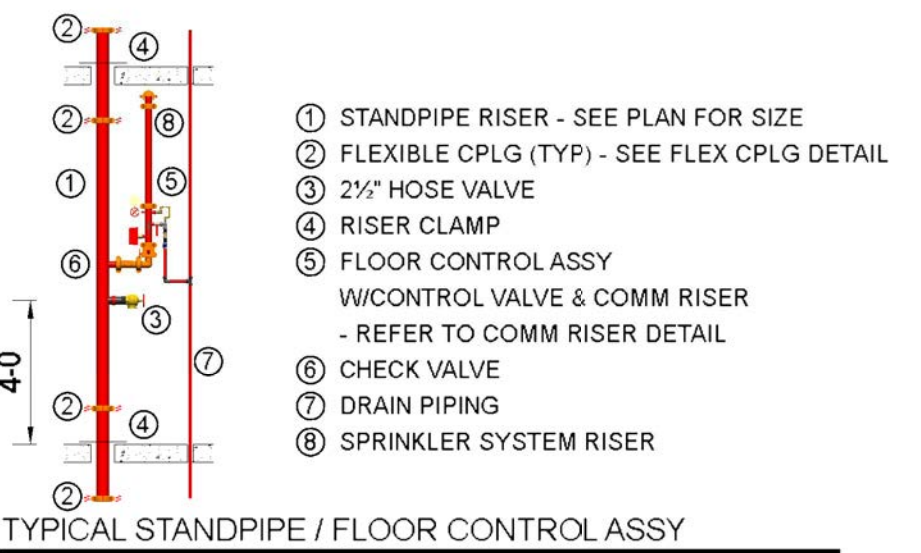 ②
④
②
⑧
①
⑤
⑥
③
4-0
⑦
②
④
②
① STANDPIPE RISER - SEE PLAN FOR SIZE
② FLEXIBLE CPLG (TYP) - SEE FLEX CPLG DETAIL
③ 2½" HOSE VALVE
④ RISER CLAMP
⑤ FLOOR CONTROL ASSY
W/CONTROL VALVE & COMM RISER
- REFER TO COMM RISER DETAIL
⑥ CHECK VALVE
⑦ DRAIN PIPING
⑧ SPRINKLER SYSTEM RISER
TYPICAL STANDPIPE / FLOOR CONTROL ASSY